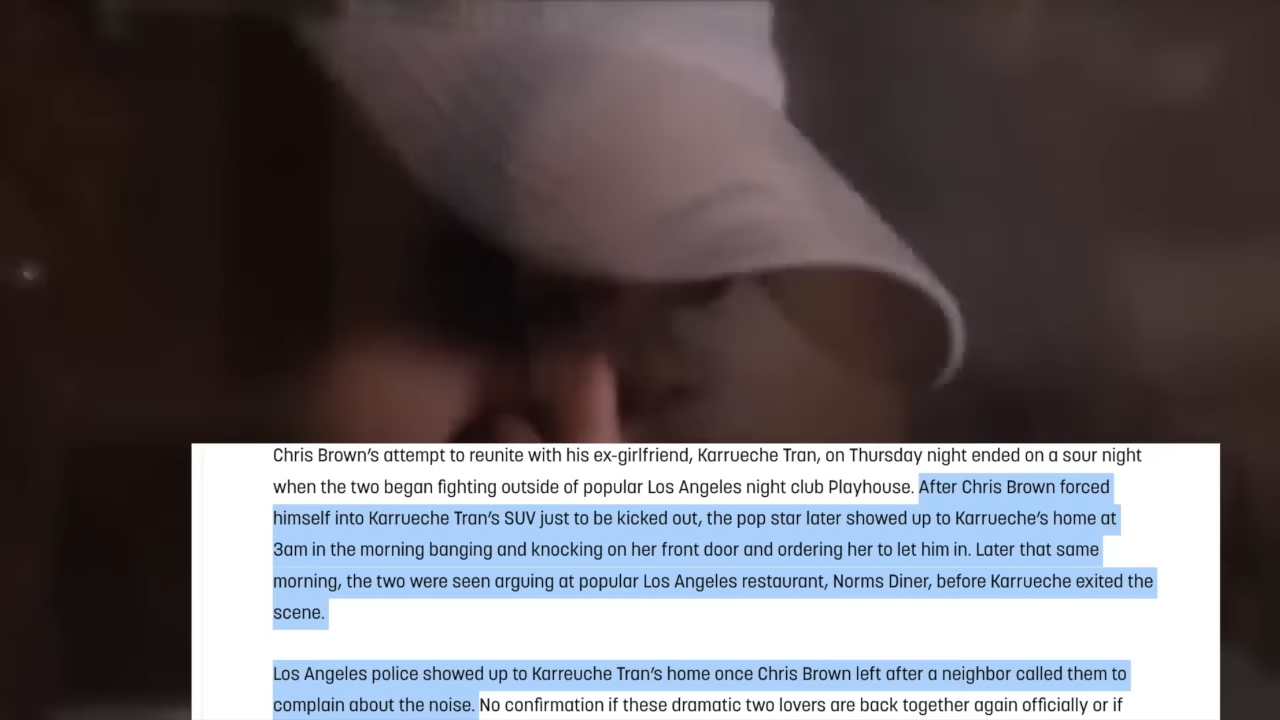 Chris Brown’s attempt to reunite with his ex-girlfriend, Karrueche Tran, on Thursday night ended on a sour night
when the two began fighting outside of popular Los Angeles night club Playhouse. After Chris Brown forced
himself into Karrueche Tran’s SUV just to be kicked out, the pop star later showed up to Karrueche’s home at
3am in the morning banging and knocking on her front door and ordering her to let him in. Later that same
morning, the two were seen arguing at popular Los Angeles restaurant, Norms Diner, before Karrueche exited the
scene.
Los Angeles police showed up to Karreuche Tran’s home once Chris Brown left after a neighbor called them to
complain about the noise. No confirmation if these dramatic two lovers are back together again officially or if